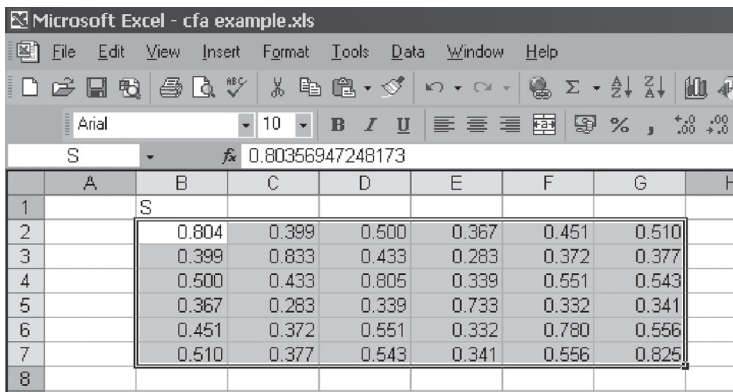 Microsoft Excel - cfa example.xls
File Edit View Insert Format Tools Data Window Help
ABC Σ A Z Z A
Arial 10 B I U % , .00
S fx 0.80356947248173
A B C D E F G H
1 S
2 0.804 0.399 0.500 0.367 0.451 0.510
3 0.399 0.833 0.433 0.283 0.372 0.377
4 0.500 0.433 0.805 0.339 0.551 0.543
5 0.367 0.283 0.339 0.733 0.332 0.341
6 0.451 0.372 0.551 0.332 0.780 0.556
7 0.510 0.377 0.543 0.341 0.556 0.825
8